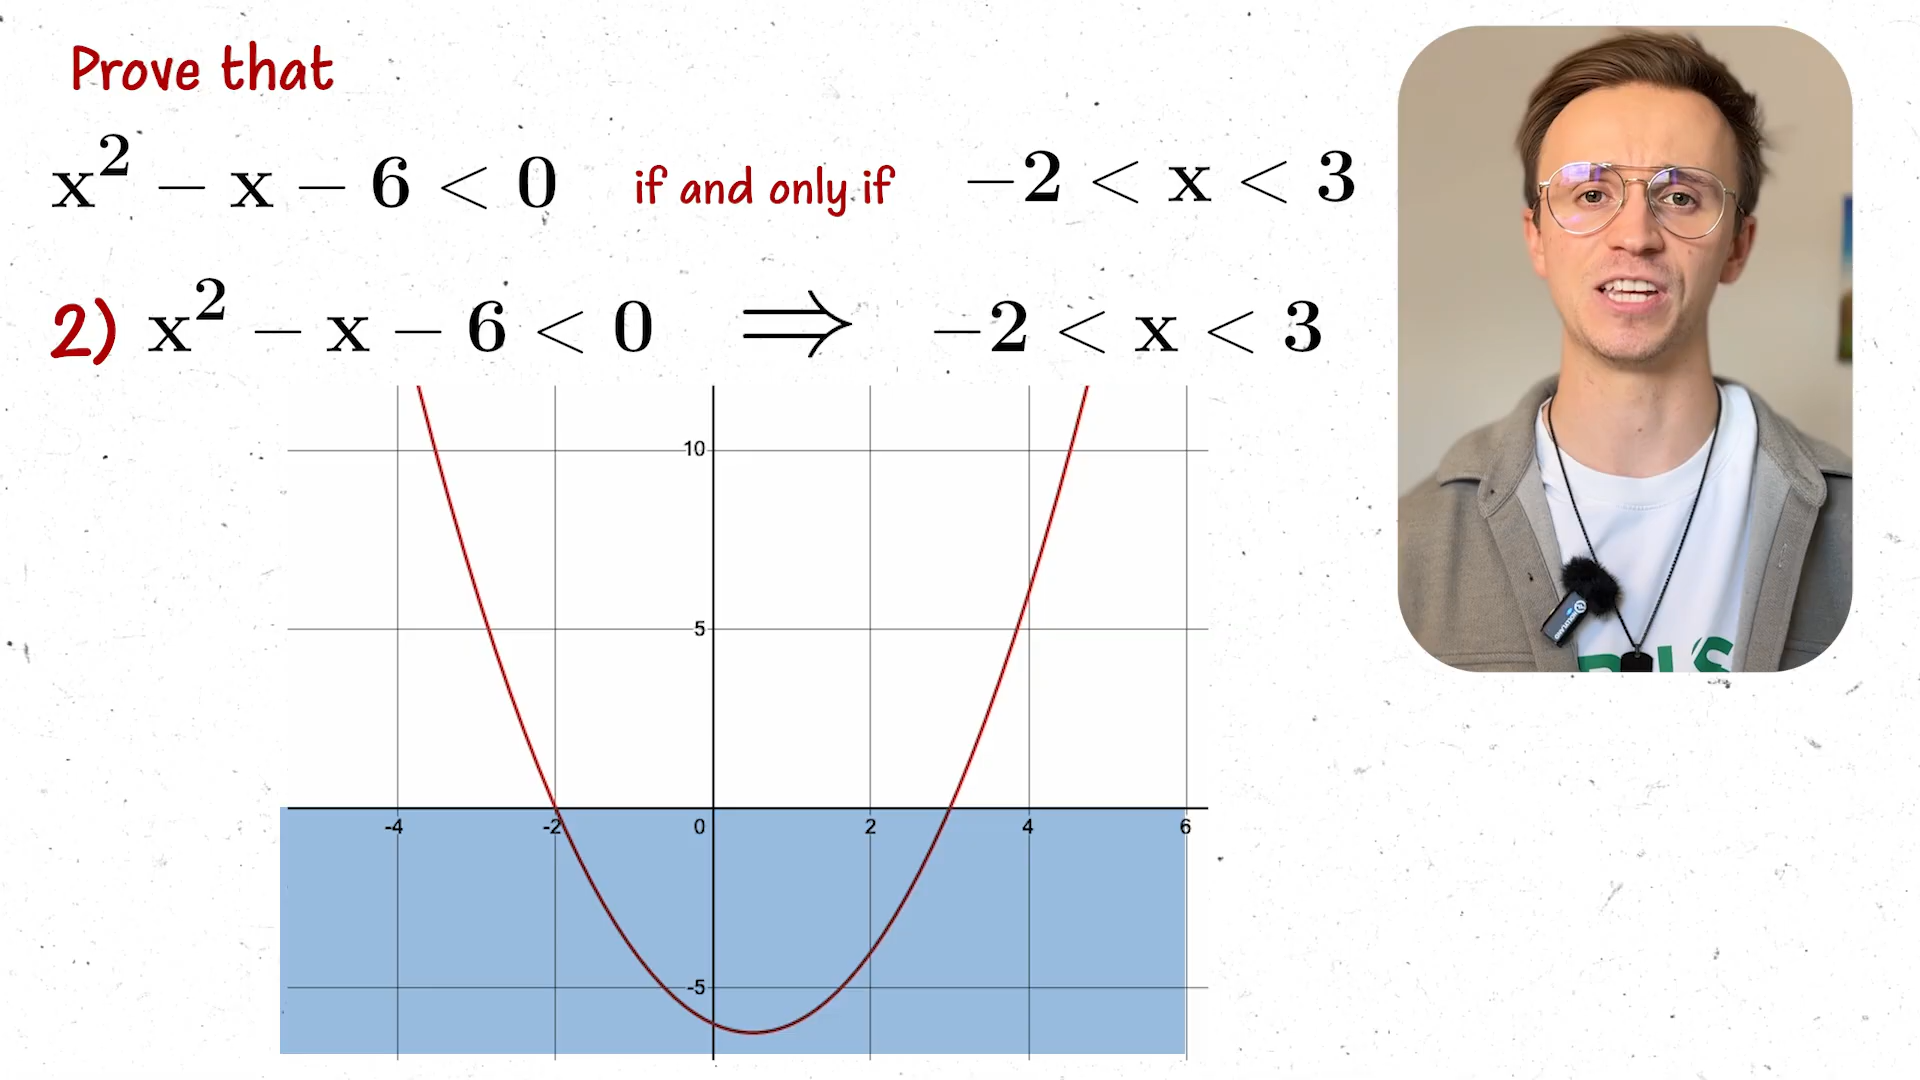 Prove that
x² − x − 6 < 0 if and only if −2 < x < 3
2) x² − x − 6 < 0 ⟹ −2 < x < 3
10
5
-4 -2 0 2 4 6
-5